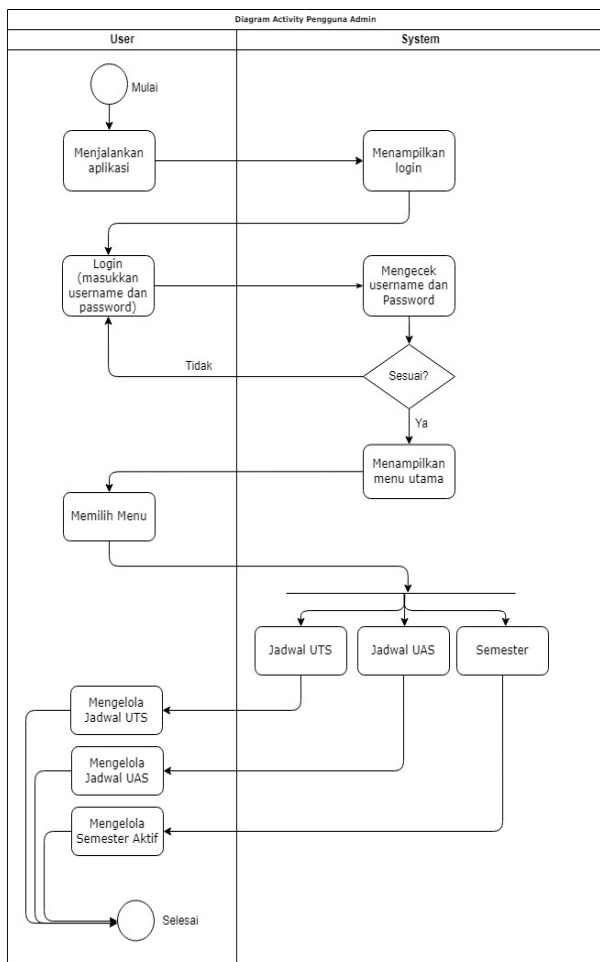 Diagram Activity Pengguna Admin
User
System
Mulai
Menjalankan
aplikasi
Menampilkan
login
Login
(masukkan
username dan
password)
Mengecek
username dan
Password
Tidak
Sesuai?
Ya
Menampilkan
menu utama
Memilih Menu
Jadwal UTS
Jadwal UAS
Semester
Mengelola
Jadwal UTS
Mengelola
Jadwal UAS
Mengelola
Semester Aktif
Selesai